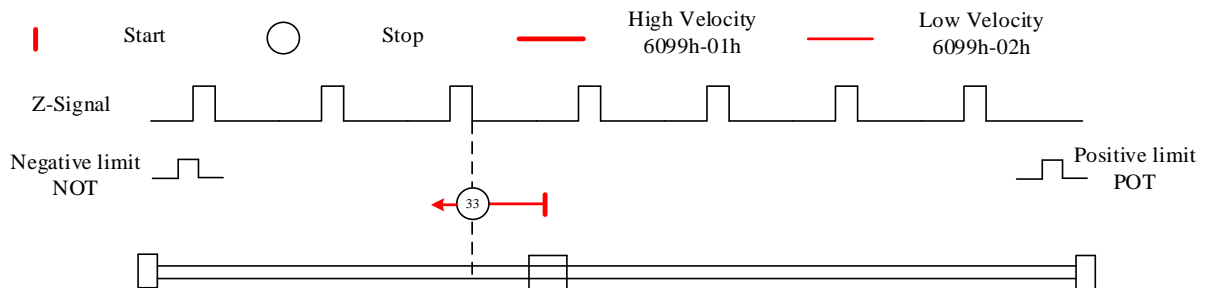 Start
Stop
High Velocity
6099h-01h
Low Velocity
6099h-02h
Z-Signal
Negative limit
NOT
Positive limit
POT
33